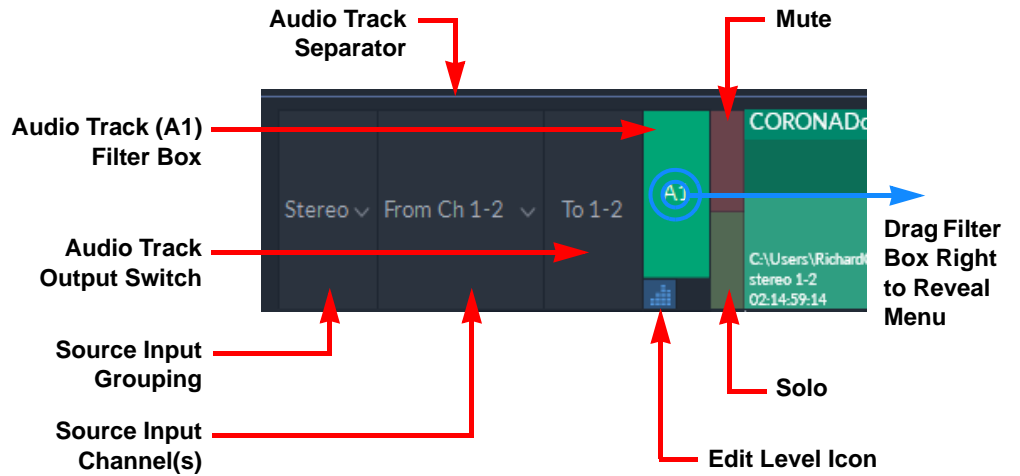 Audio Track
Separator
Mute
Audio Track (A1)
Filter Box
CORONADo
Stereo
From Ch 1-2
To 1-2
A1
Drag Filter
Box Right
to Reveal
Menu
Audio Track
Output Switch
C:\Users\Richard
stereo 1-2
02:14:59:14
Source Input
Grouping
Solo
Source Input
Channel(s)
Edit Level Icon